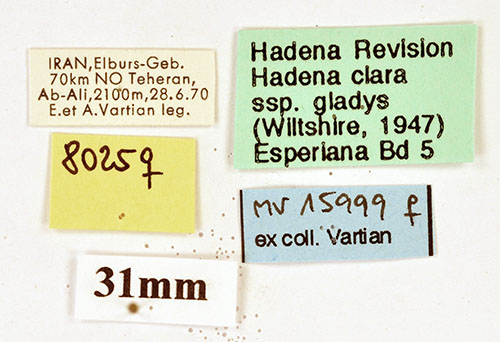 IRAN,Elburs-Geb.
70km NO Teheran,
Ab-Ali,2100m,28.6.70
E.et A.Vartian leg.
Hadena Revision
Hadena clara
ssp. gladys
(Wiltshire, 1947)
Esperiana Bd 5
8025♀
MV 15999 ♀
ex coll. Vartian
31mm